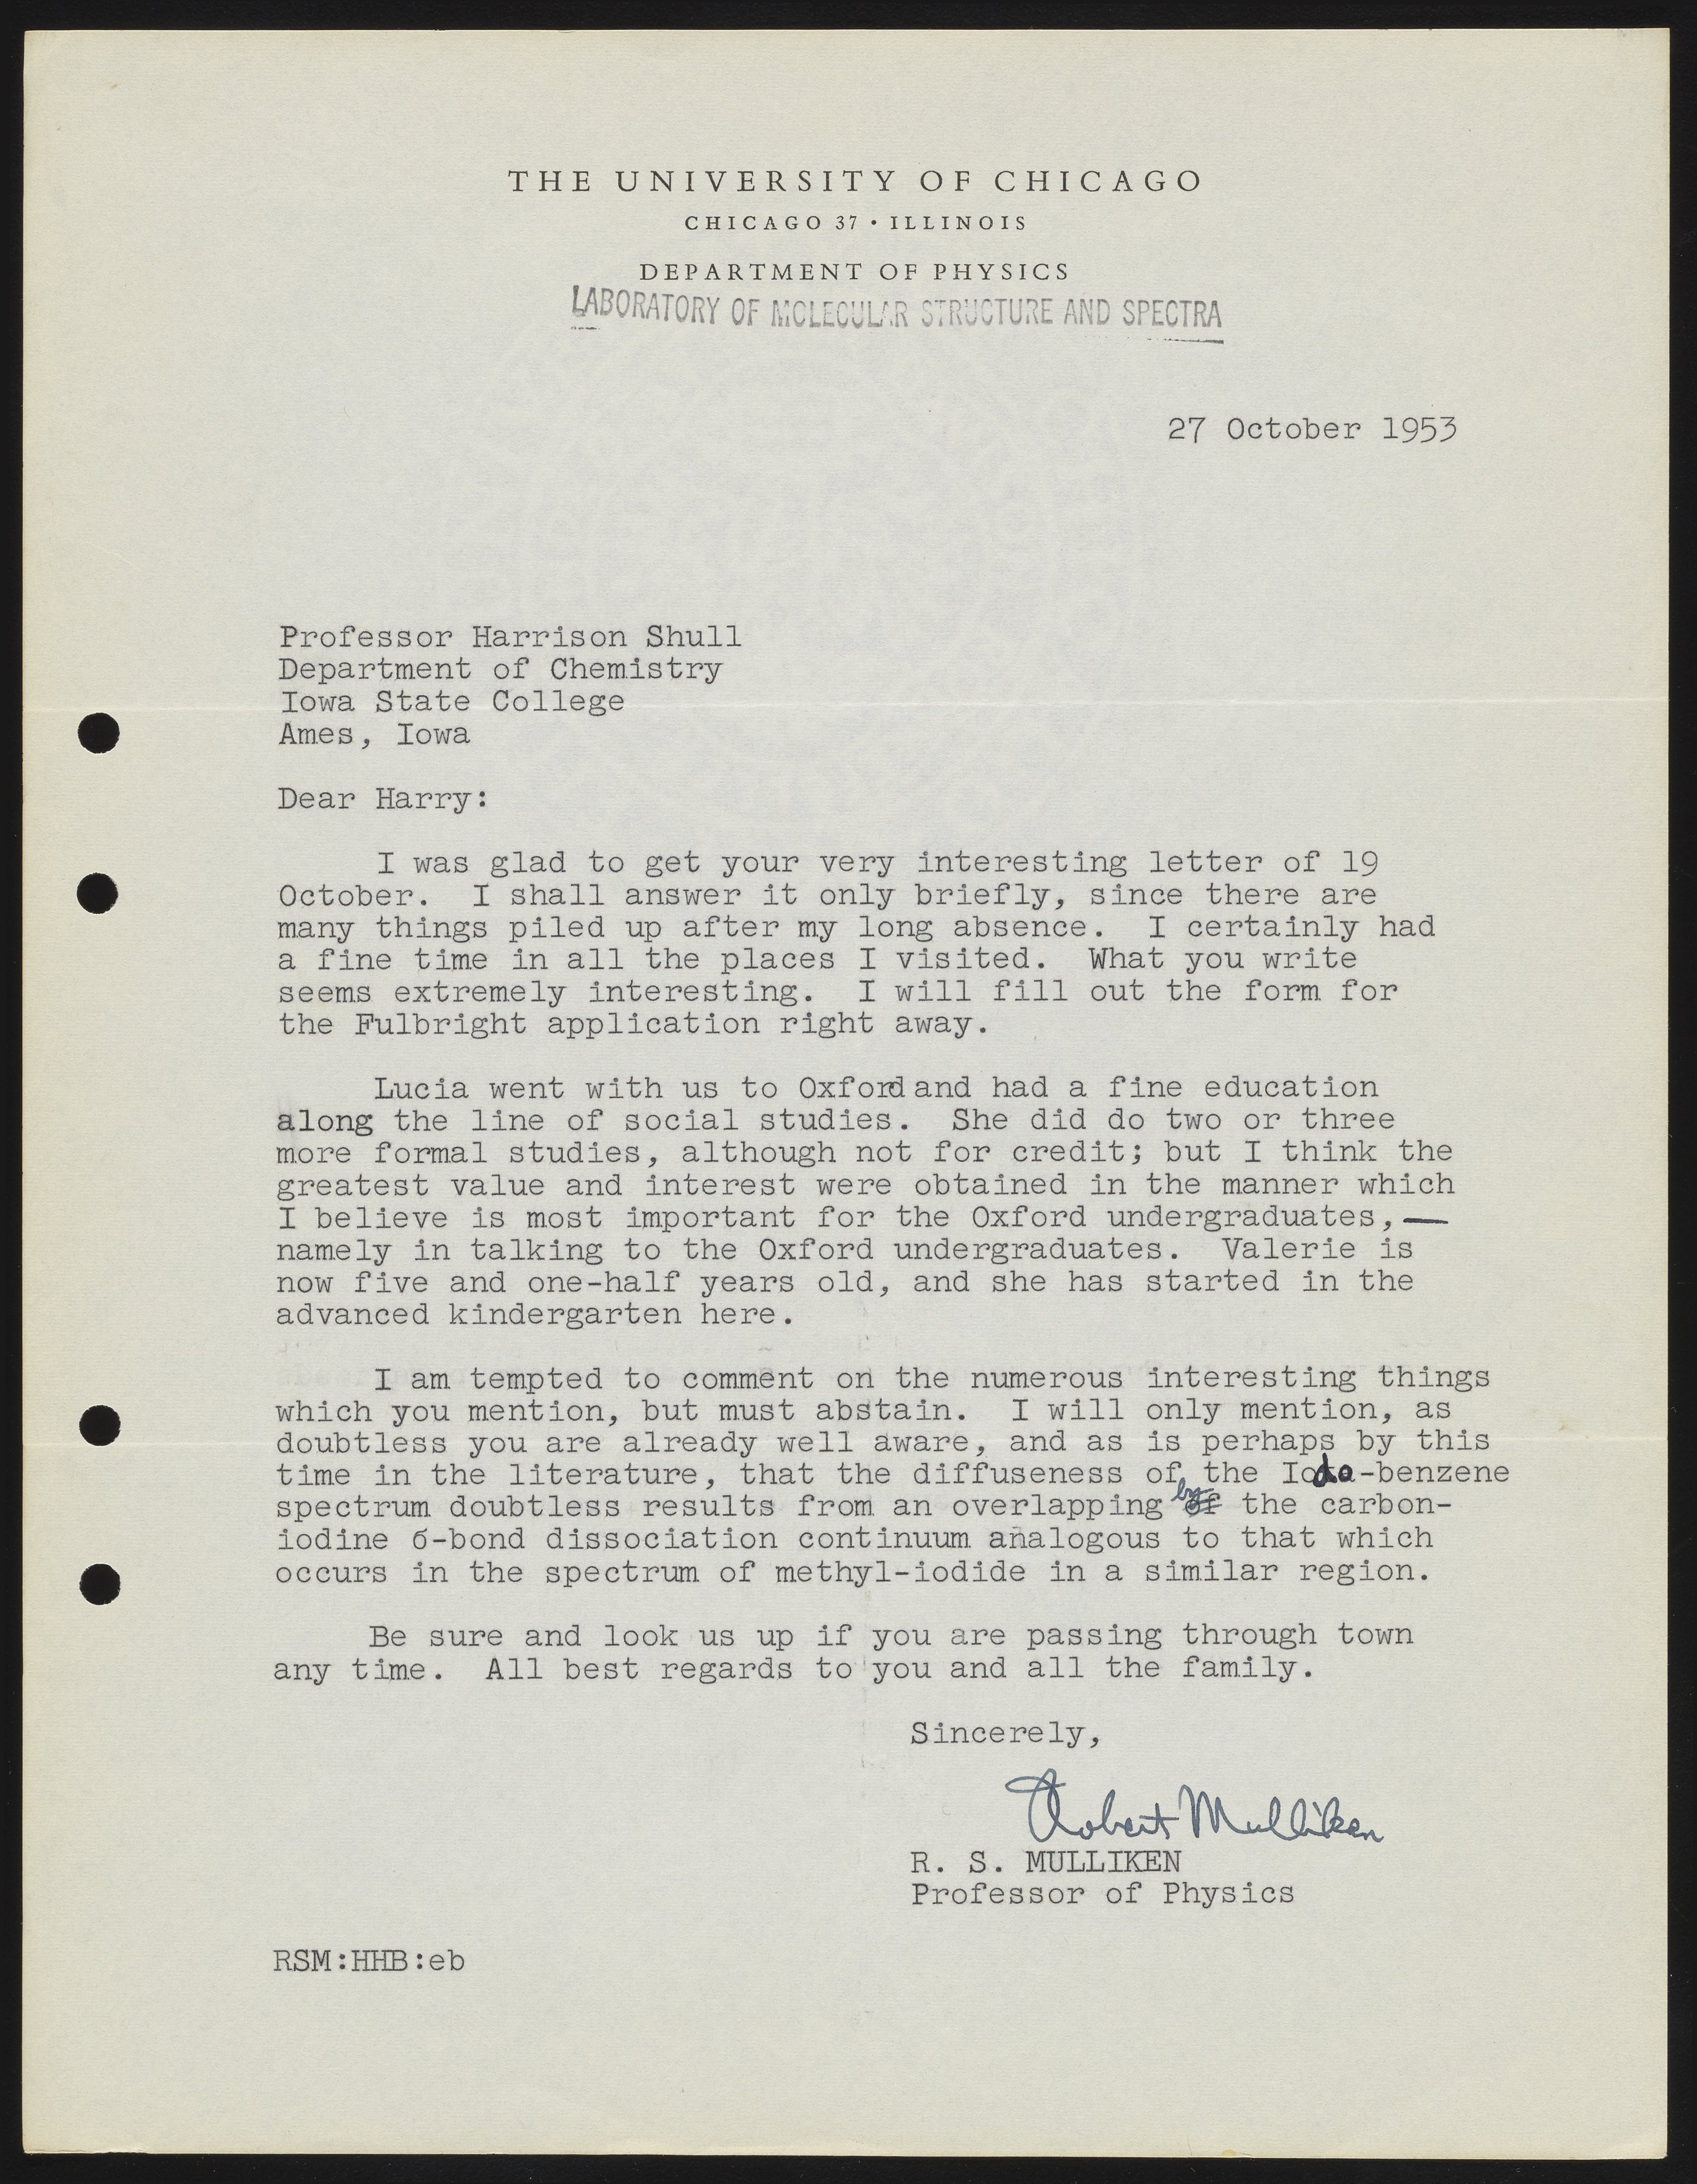 THE UNIVERSITY OF CHICAGO
CHICAGO 37 • ILLINOIS
DEPARTMENT OF PHYSICS
LABORATORY OF MOLECULAR STRUCTURE AND SPECTRA
27 October 1953
Professor Harrison Shull
Department of Chemistry
Iowa State College
Ames, Iowa
Dear Harry:
I was glad to get your very interesting letter of 19
October. I shall answer it only briefly, since there are
many things piled up after my long absence. I certainly had
a fine time in all the places I visited. What you write
seems extremely interesting. I will fill out the form for
the Fulbright application right away.
Lucia went with us to Oxford and had a fine education
along the line of social studies. She did do two or three
more formal studies, although not for credit; but I think the
greatest value and interest were obtained in the manner which
I believe is most important for the Oxford undergraduates,—
namely in talking to the Oxford undergraduates. Valerie is
now five and one-half years old, and she has started in the
advanced kindergarten here.
I am tempted to comment on the numerous interesting things
which you mention, but must abstain. I will only mention, as
doubtless you are already well aware, and as is perhaps by this
time in the literature, that the diffuseness of the Iodo-benzene
spectrum doubtless results from an overlapping by of the carbon-
iodine σ-bond dissociation continuum analogous to that which
occurs in the spectrum of methyl-iodide in a similar region.
Be sure and look us up if you are passing through town
any time. All best regards to you and all the family.
Sincerely,
Robert Mulliken
R. S. MULLIKEN
Professor of Physics
RSM:HHB:eb